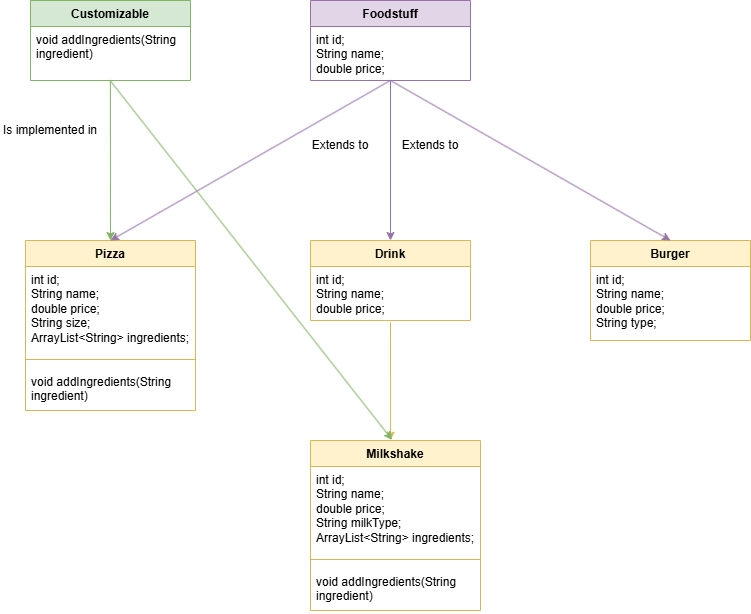 Customizable
void addIngredients(String
ingredient)
Foodstuff
int id;
String name;
double price;
Is implemented in
Extends to
Extends to
Pizza
int id;
String name;
double price;
String size;
ArrayList<String> ingredients;
void addIngredients(String
ingredient)
Drink
int id;
String name;
double price;
Burger
int id;
String name;
double price;
String type;
Milkshake
int id;
String name;
double price;
String milkType;
ArrayList<String> ingredients;
void addIngredients(String
ingredient)